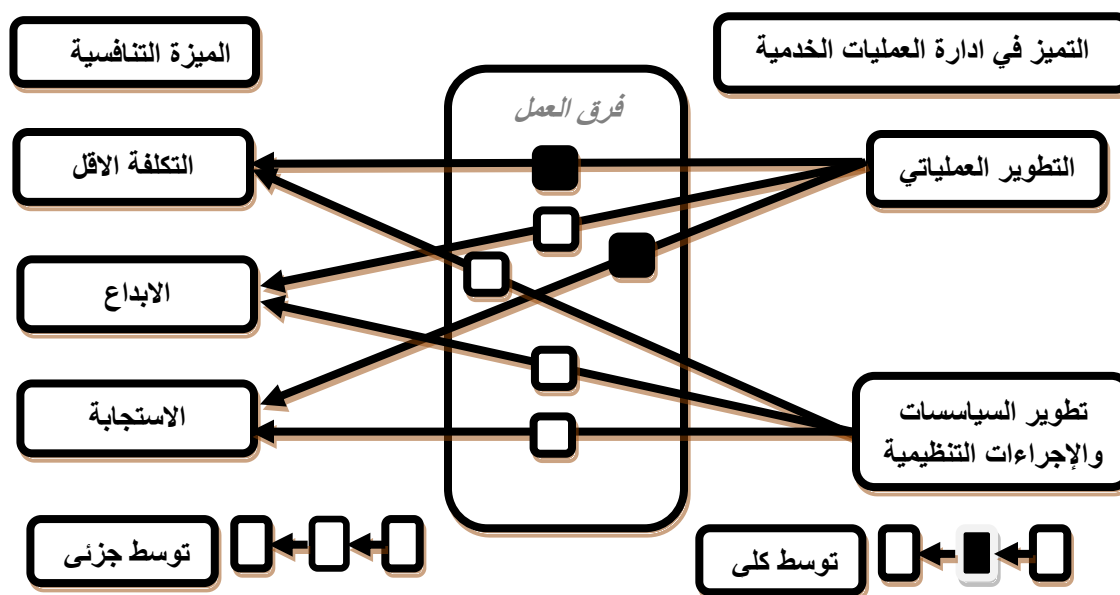 التميز في ادارة العمليات الخدمية
الميزة التنافسية
فرق العمل
التطوير العملياتي
التكلفة الاقل
الابداع
تطوير السياسسات
والإجراءات التنظيمية
الاستجابة
توسط كلى
توسط جزئى